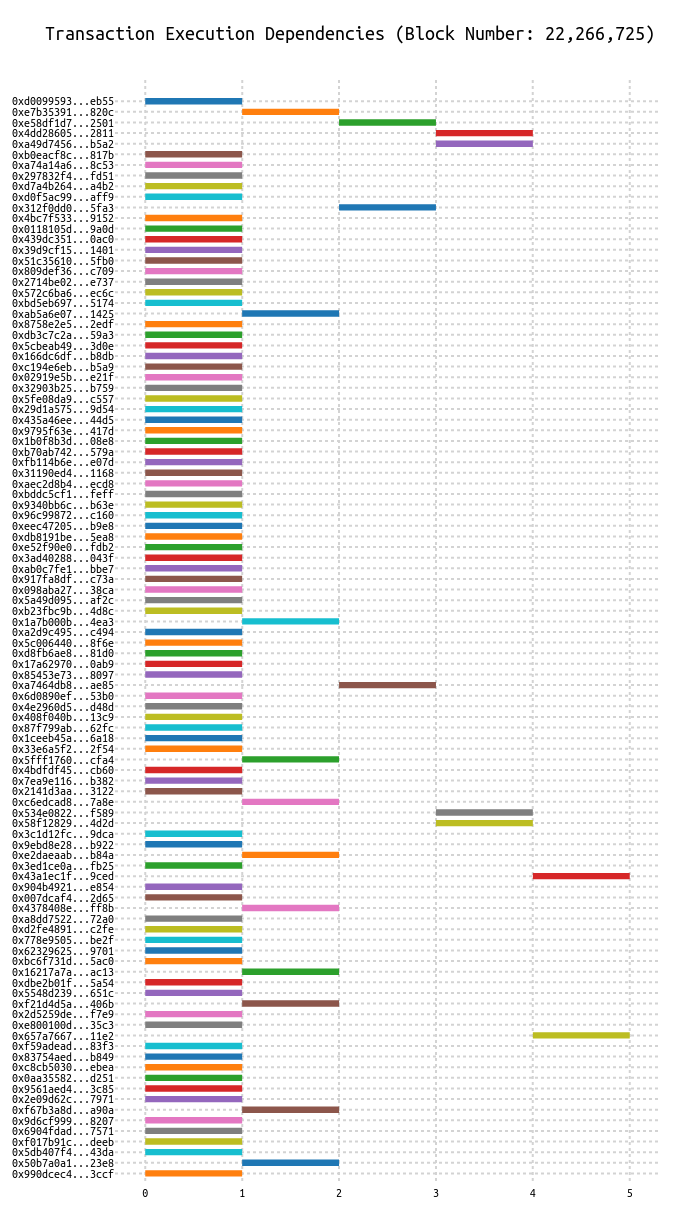 Transaction Execution Dependencies (Block Number: 22,266,725)
0xd0099593...eb55
0xe7b35391...820c
0xe58df1d7...2501
0x4dd28605...2811
0xa49d7456...b5a2
0xb0eacf8c...817b
0xa74a14a6...8c53
0x297832f4...fd51
0xd7a4b264...a4b2
0xd0f5ac99...aff9
0x312f0dd0...5fa3
0x4bc7f533...9152
0x0118105d...9a0d
0x439dc351...0ac0
0x39d9cf15...1401
0x51c35610...5fb0
0x809def36...c709
0x2714be02...e737
0x572c6ba6...ec6c
0xbd5eb697...5174
0xab5a6e07...1425
0x8758e2e5...2edf
0xdb3c7c2a...59a3
0x5cbeab49...3d0e
0x166dc6df...b8db
0xc194e6eb...b5a9
0x02919e5b...e21f
0x32903b25...b759
0x5fe08da9...c557
0x29d1a575...9d54
0x435a46ee...44d5
0x9795f63e...417d
0x1b0f8b3d...08e8
0xb70ab742...579a
0xfb114b6e...e07d
0x31190ed4...1168
0xaec2d8b4...ecd8
0xbddc5cf1...feff
0x9340bb6c...b63e
0x96c99872...c160
0xeec47205...b9e8
0xdb8191be...5ea8
0xe52f90e0...fdb2
0x3ad40288...043f
0xab0c7fe1...bbe7
0x917fa8df...c73a
0x098aba27...38ca
0x5a49d095...af2c
0xb23fbc9b...4d8c
0x1a7b000b...4ea3
0xa2d9c495...c494
0x5c006440...8f6e
0xd8fb6ae8...81d0
0x17a62970...0ab9
0x85453e73...8097
0xa7464db8...ae85
0x6d0890ef...53b0
0x4e2960d5...d48d
0x408f040b...13c9
0x87f799ab...62fc
0x1ceeb45a...6a18
0x33e6a5f2...2f54
0x5fff1760...cfa4
0x4bdfdf45...cb60
0x7ea9e116...b382
0x2141d3aa...3122
0xc6edcad8...7a8e
0x534e0822...f589
0x58f12829...4d2d
0x3c1d12fc...9dca
0x9ebd8e28...b922
0xe2daeaab...b84a
0x3ed1ce0a...fb25
0x43a1ec1f...9ced
0x904b4921...e854
0x007dcaf4...2d65
0x4378408e...ff8b
0xa8dd7522...72a0
0xd2fe4891...c2fe
0x778e9505...be2f
0x62329625...9701
0xbc6f731d...5ac0
0x16217a7a...ac13
0xdbe2b01f...5a54
0x5548d239...651c
0xf21d4d5a...406b
0x2d5259de...f7e9
0xe800100d...35c3
0x657a7667...11e2
0xf59adead...83f3
0x83754aed...b849
0xc8cb5030...ebea
0x0aa35582...d251
0x9561aed4...3c85
0x2e09d62c...7971
0xf67b3a8d...a90a
0x9d6cf999...8207
0x6904fdad...7571
0xf017b91c...deeb
0x5db407f4...43da
0x50b7a0a1...23e8
0x990dcec4...3ccf
0 1 2 3 4 5